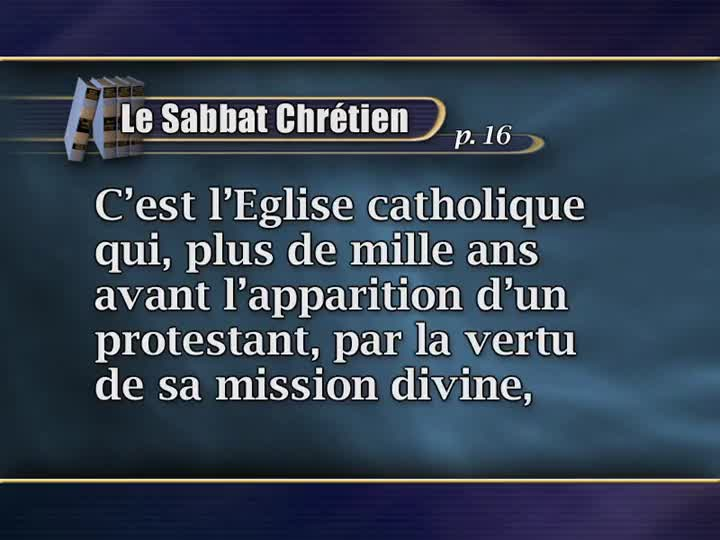 Le Sabbat Chrétien
p. 16
C’est l’Eglise catholique
qui, plus de mille ans
avant l’apparition d’un
protestant, par la vertu
de sa mission divine,